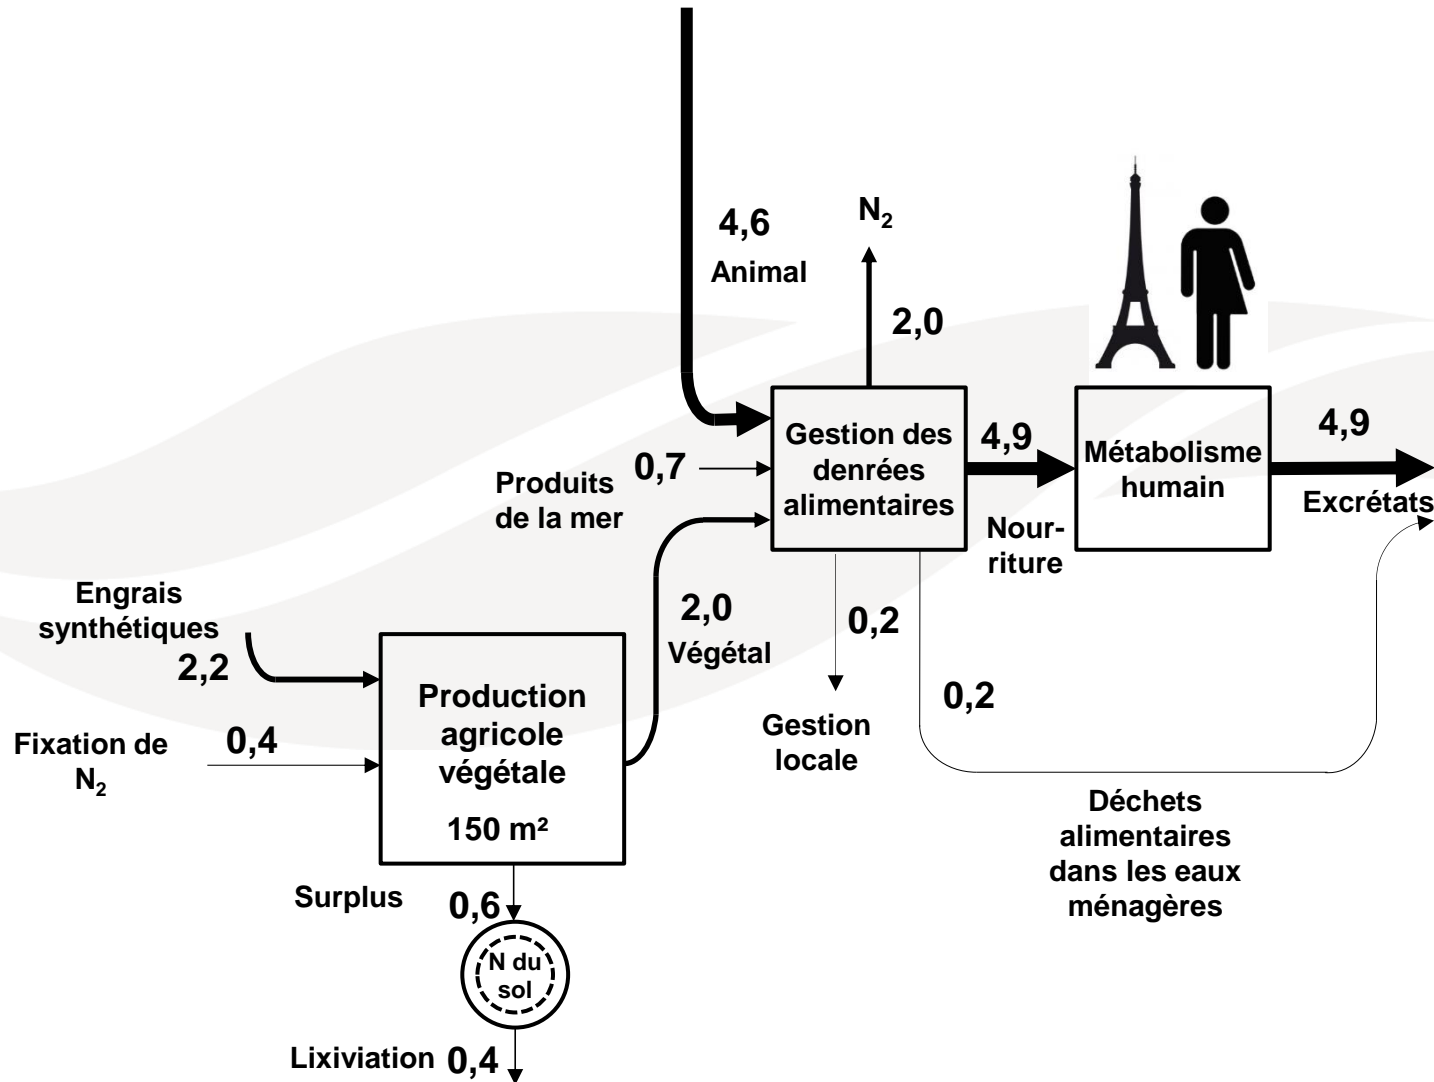 4,6
Animal
N₂
2,0
Gestion des
denrées
alimentaires
4,9
Nour-
riture
Métabolisme
humain
4,9
Excrétats
Produits
de la mer
0,7
Engrais
synthétiques
2,2
Fixation de
N₂
0,4
Production
agricole
végétale
150 m²
2,0
Végétal
0,2
Gestion
locale
0,2
Déchets
alimentaires
dans les eaux
ménagères
Surplus
0,6
N du
sol
Lixiviation
0,4